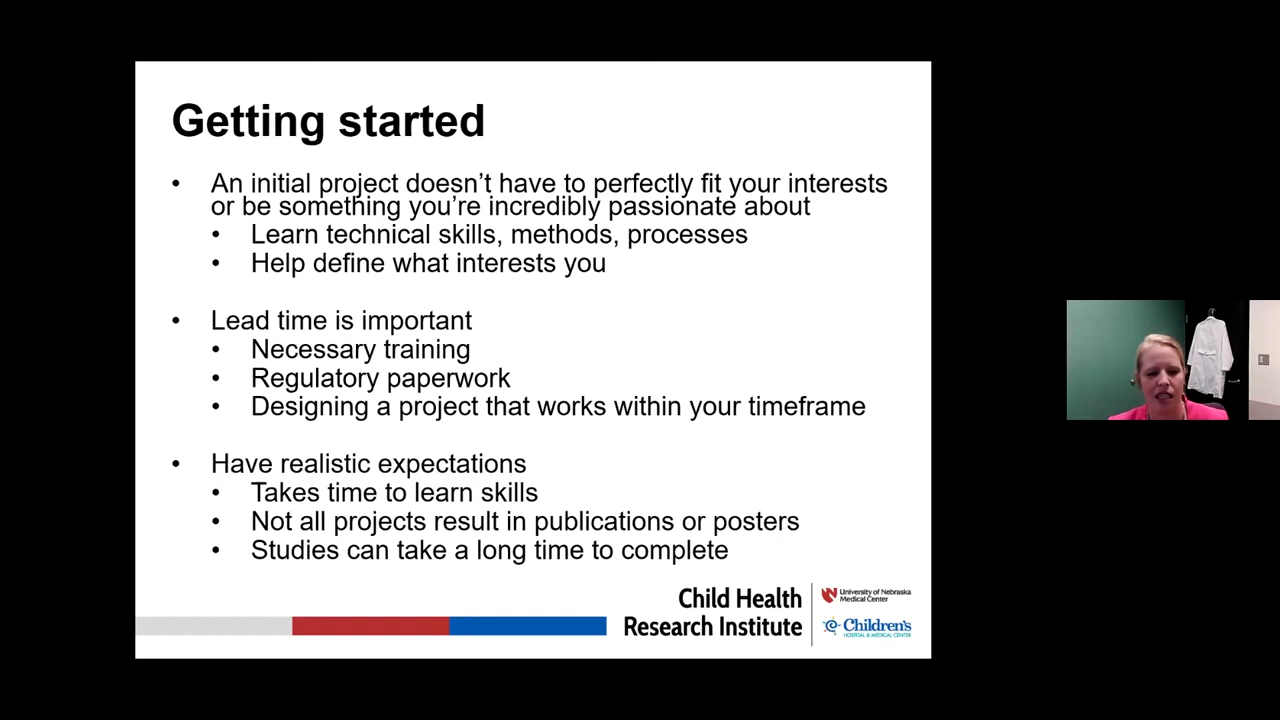 Getting started
• An initial project doesn’t have to perfectly fit your interests
or be something you’re incredibly passionate about
• Learn technical skills, methods, processes
• Help define what interests you
• Lead time is important
• Necessary training
• Regulatory paperwork
• Designing a project that works within your timeframe
• Have realistic expectations
• Takes time to learn skills
• Not all projects result in publications or posters
• Studies can take a long time to complete
Child Health
Research Institute
University of Nebraska
Medical Center
Children's
HOSPITAL & MEDICAL CENTER